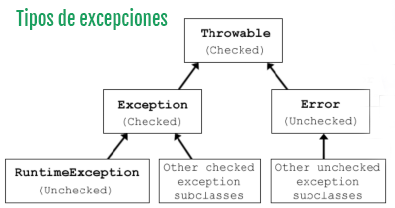 Tipos de excepciones
Throwable
(Checked)
Exception
(Checked)
Error
(Unchecked)
RuntimeException
(Unchecked)
Other checked
exception
subclasses
Other unchecked
exception
subclasses